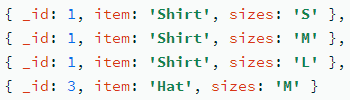 { _id: 1, item: 'Shirt', sizes: 'S' },
{ _id: 1, item: 'Shirt', sizes: 'M' },
{ _id: 1, item: 'Shirt', sizes: 'L' },
{ _id: 3, item: 'Hat', sizes: 'M' }